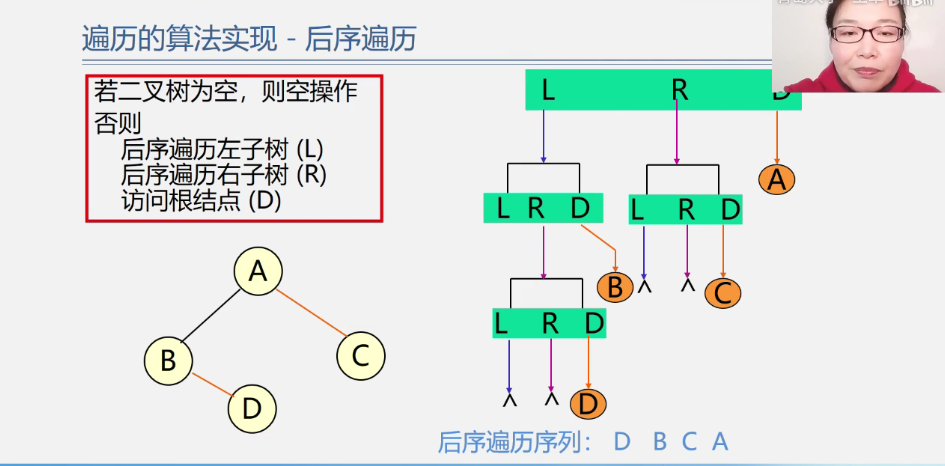 遍历的算法实现 - 后序遍历
若二叉树为空，则空操作
否则
后序遍历左子树 (L)
后序遍历右子树 (R)
访问根结点 (D)
L R D
A
L R D
L R D
B
^ ^ C
L R D
^ ^ D
A
B
C
D
后序遍历序列： D B C A